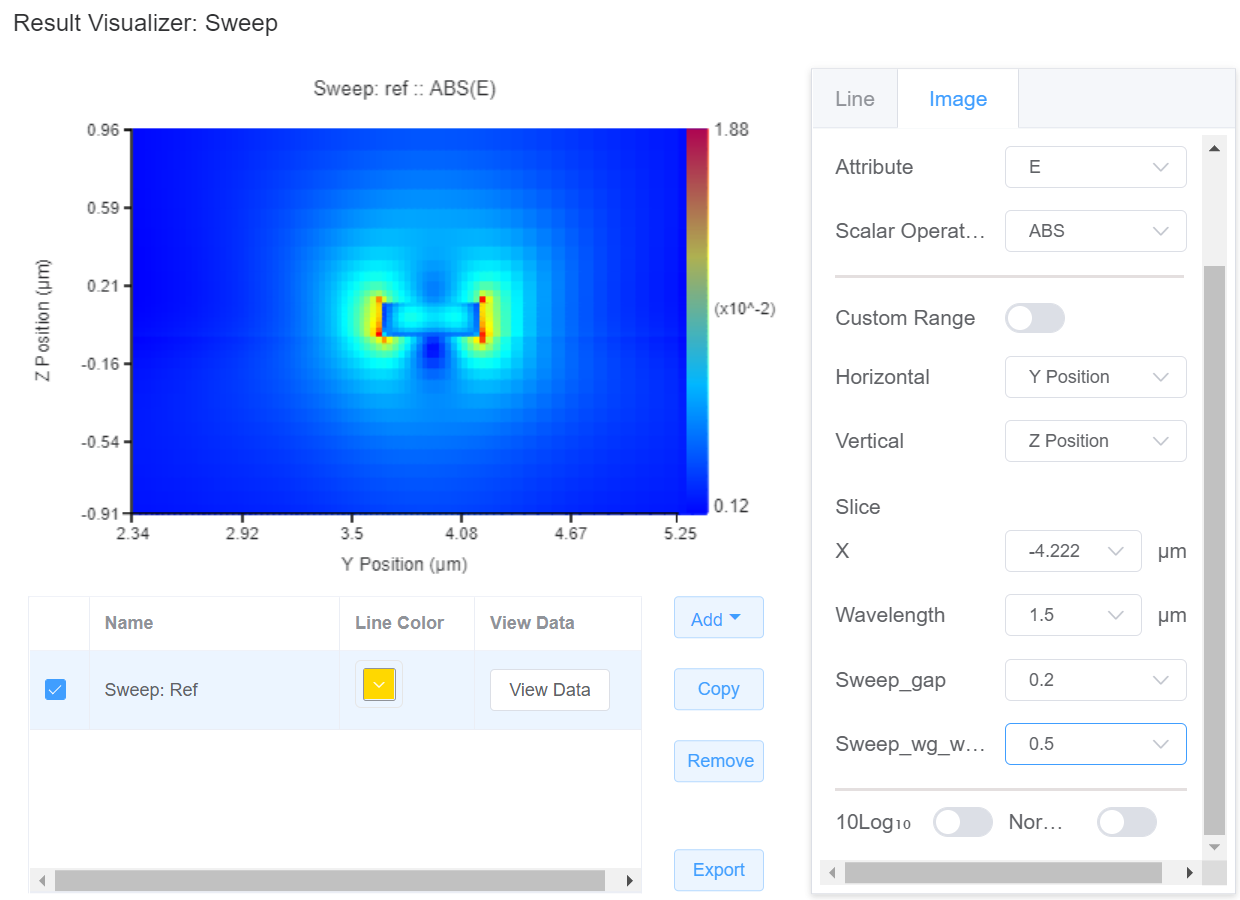 Result Visualizer: Sweep
Sweep: ref :: ABS(E)
0.96
0.59
0.21
-0.16
-0.54
-0.91
Z Position (µm)
2.34 2.92 3.5 4.08 4.67 5.25
Y Position (µm)
1.88
(x10^-2)
0.12
Name Line Color View Data
Sweep: Ref View Data
Add
Copy
Remove
Export
Line Image
Attribute E
Scalar Operat... ABS
Custom Range
Horizontal Y Position
Vertical Z Position
Slice
X -4.222 µm
Wavelength 1.5 µm
Sweep_gap 0.2
Sweep_wg_w... 0.5
10Log₁₀ Nor...